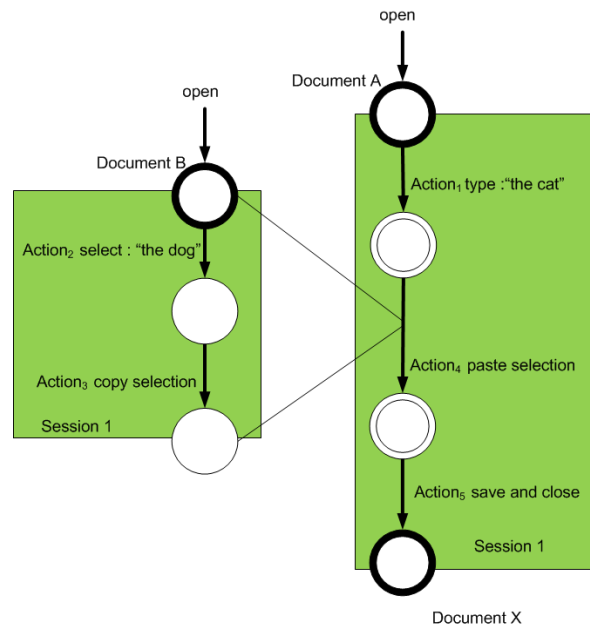 open
Document A
open
Document B
Action₁ type :“the cat”
Action₂ select : “the dog”
Action₄ paste selection
Action₃ copy selection
Session 1
Action₅ save and close
Session 1
Document X